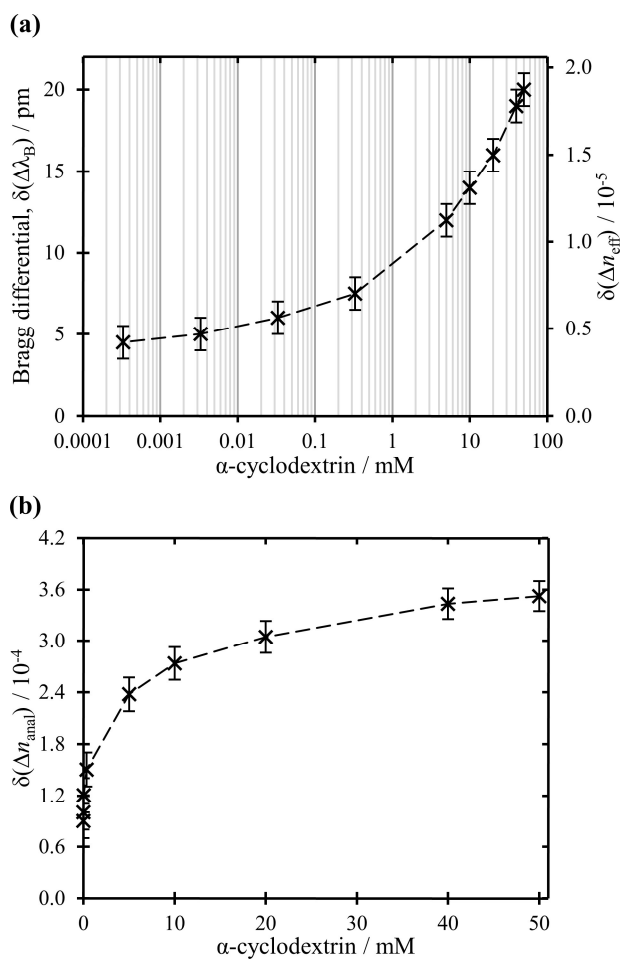 (a)
Bragg differential, δ(ΔλB) / pm
20
15
10
5
0
2.0
1.5
1.0
0.5
0.0
δ(Δneff) / 10-5
0.0001 0.001 0.01 0.1 1 10 100
α-cyclodextrin / mM
(b)
δ(Δnanal) / 10-4
4.2
3.6
3.0
2.4
1.8
1.2
0.6
0.0
0 10 20 30 40 50
α-cyclodextrin / mM